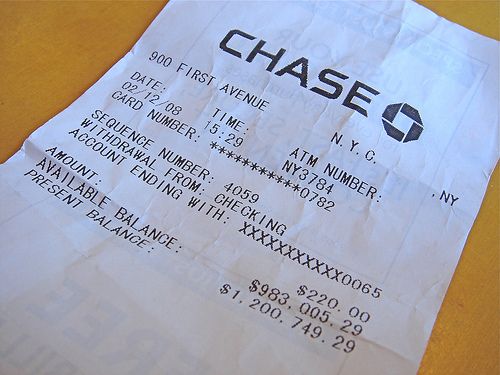 CHASE
900 FIRST AVENUE N.Y.C. , NY
DATE: TIME: ATM NUMBER:
02/12/08 15:29 NY3784
CARD NUMBER: ***********0782
SEQUENCE NUMBER: 4059
WITHDRAWAL FROM: CHECKING
ACCOUNT ENDING WITH: XXXXXXXXXXX0065
AMOUNT: $220.00
AVAILABLE BALANCE: $983,005.29
PRESENT BALANCE: $1,200,749.29